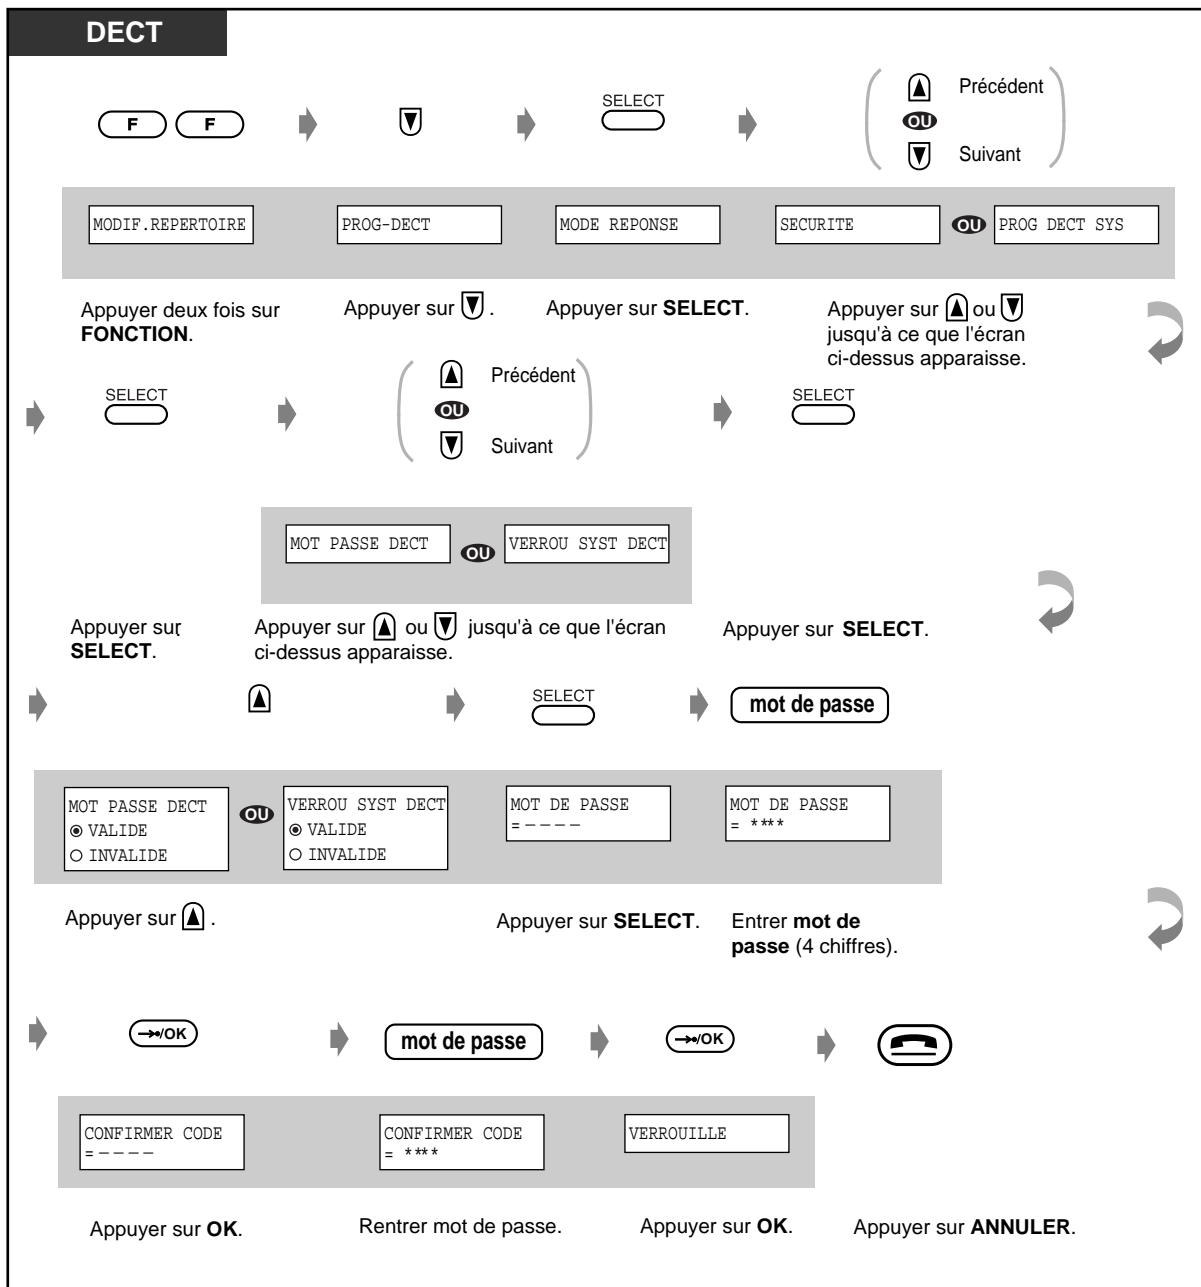 DECT
F F
SELECT
Précédent
OU
Suivant
MODIF.REPERTOIRE
PROG-DECT
MODE REPONSE
SECURITE
OU
PROG DECT SYS
Appuyer deux fois sur
FONCTION.
Appuyer sur .
Appuyer sur SELECT.
Appuyer sur ou
jusqu'à ce que l'écran
ci-dessus apparaisse.
SELECT
Précédent
OU
Suivant
SELECT
MOT PASSE DECT
OU
VERROU SYST DECT
Appuyer sur
SELECT.
Appuyer sur ou jusqu'à ce que l'écran
ci-dessus apparaisse.
Appuyer sur SELECT.
SELECT
mot de passe
MOT PASSE DECT
VALIDE
INVALIDE
OU
VERROU SYST DECT
VALIDE
INVALIDE
MOT DE PASSE
= – – – –
MOT DE PASSE
= ****
Appuyer sur .
Appuyer sur SELECT.
Entrer mot de
passe (4 chiffres).
/OK
mot de passe
/OK
CONFIRMER CODE
= – – – –
CONFIRMER CODE
= ****
VERROUILLE
Appuyer sur OK.
Rentrer mot de passe.
Appuyer sur OK.
Appuyer sur ANNULER.